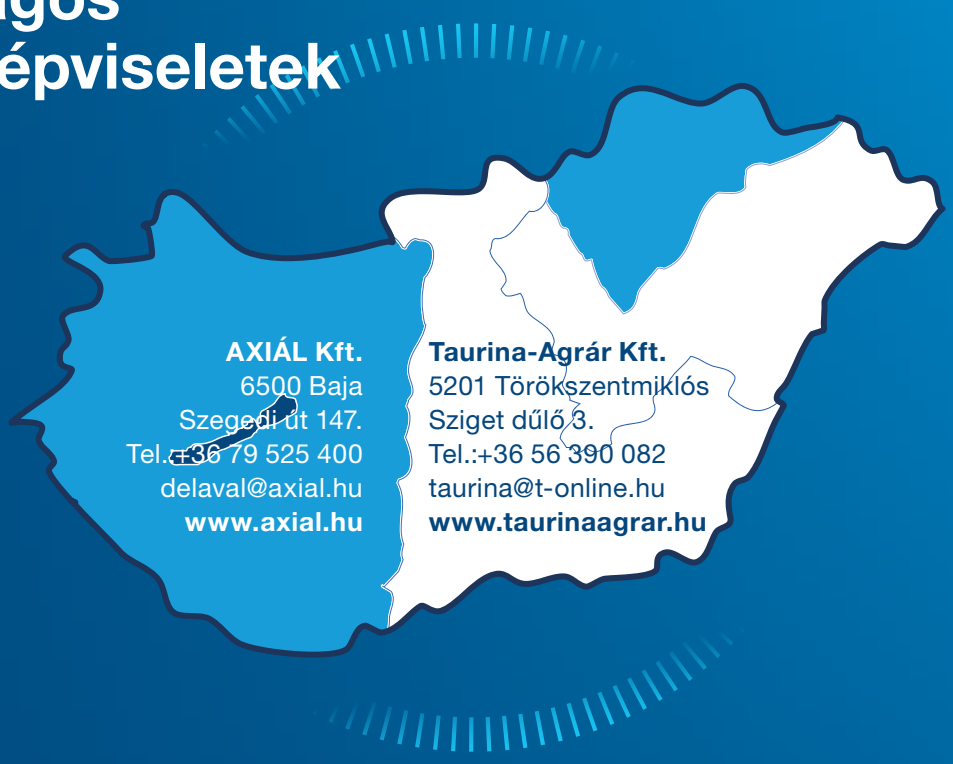 épviseletek
AXIÁL Kft.
6500 Baja
Szegedi út 147.
Tel.:+36 79 525 400
delaval@axial.hu
www.axial.hu
Taurina-Agrár Kft.
5201 Törökszentmiklós
Sziget dűlő 3.
Tel.:+36 56 390 082
taurina@t-online.hu
www.taurinaagrar.hu